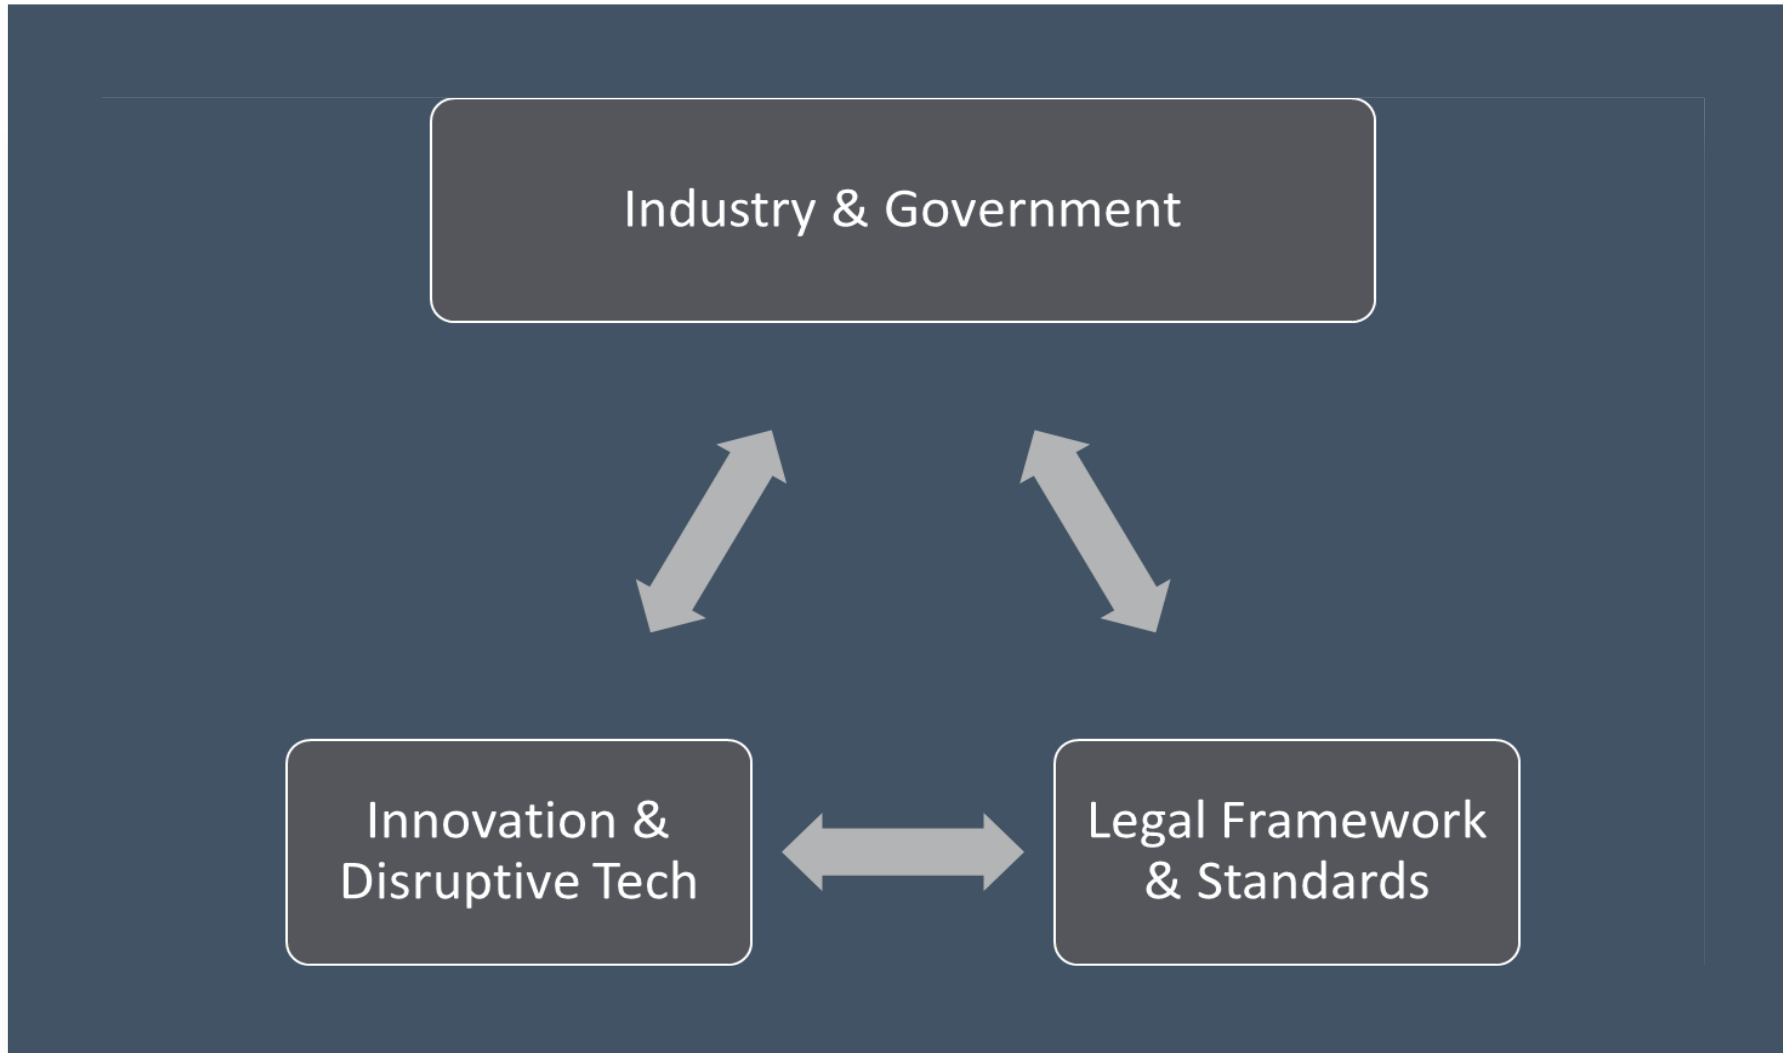 Industry & Government
Innovation &
Disruptive Tech
Legal Framework
& Standards